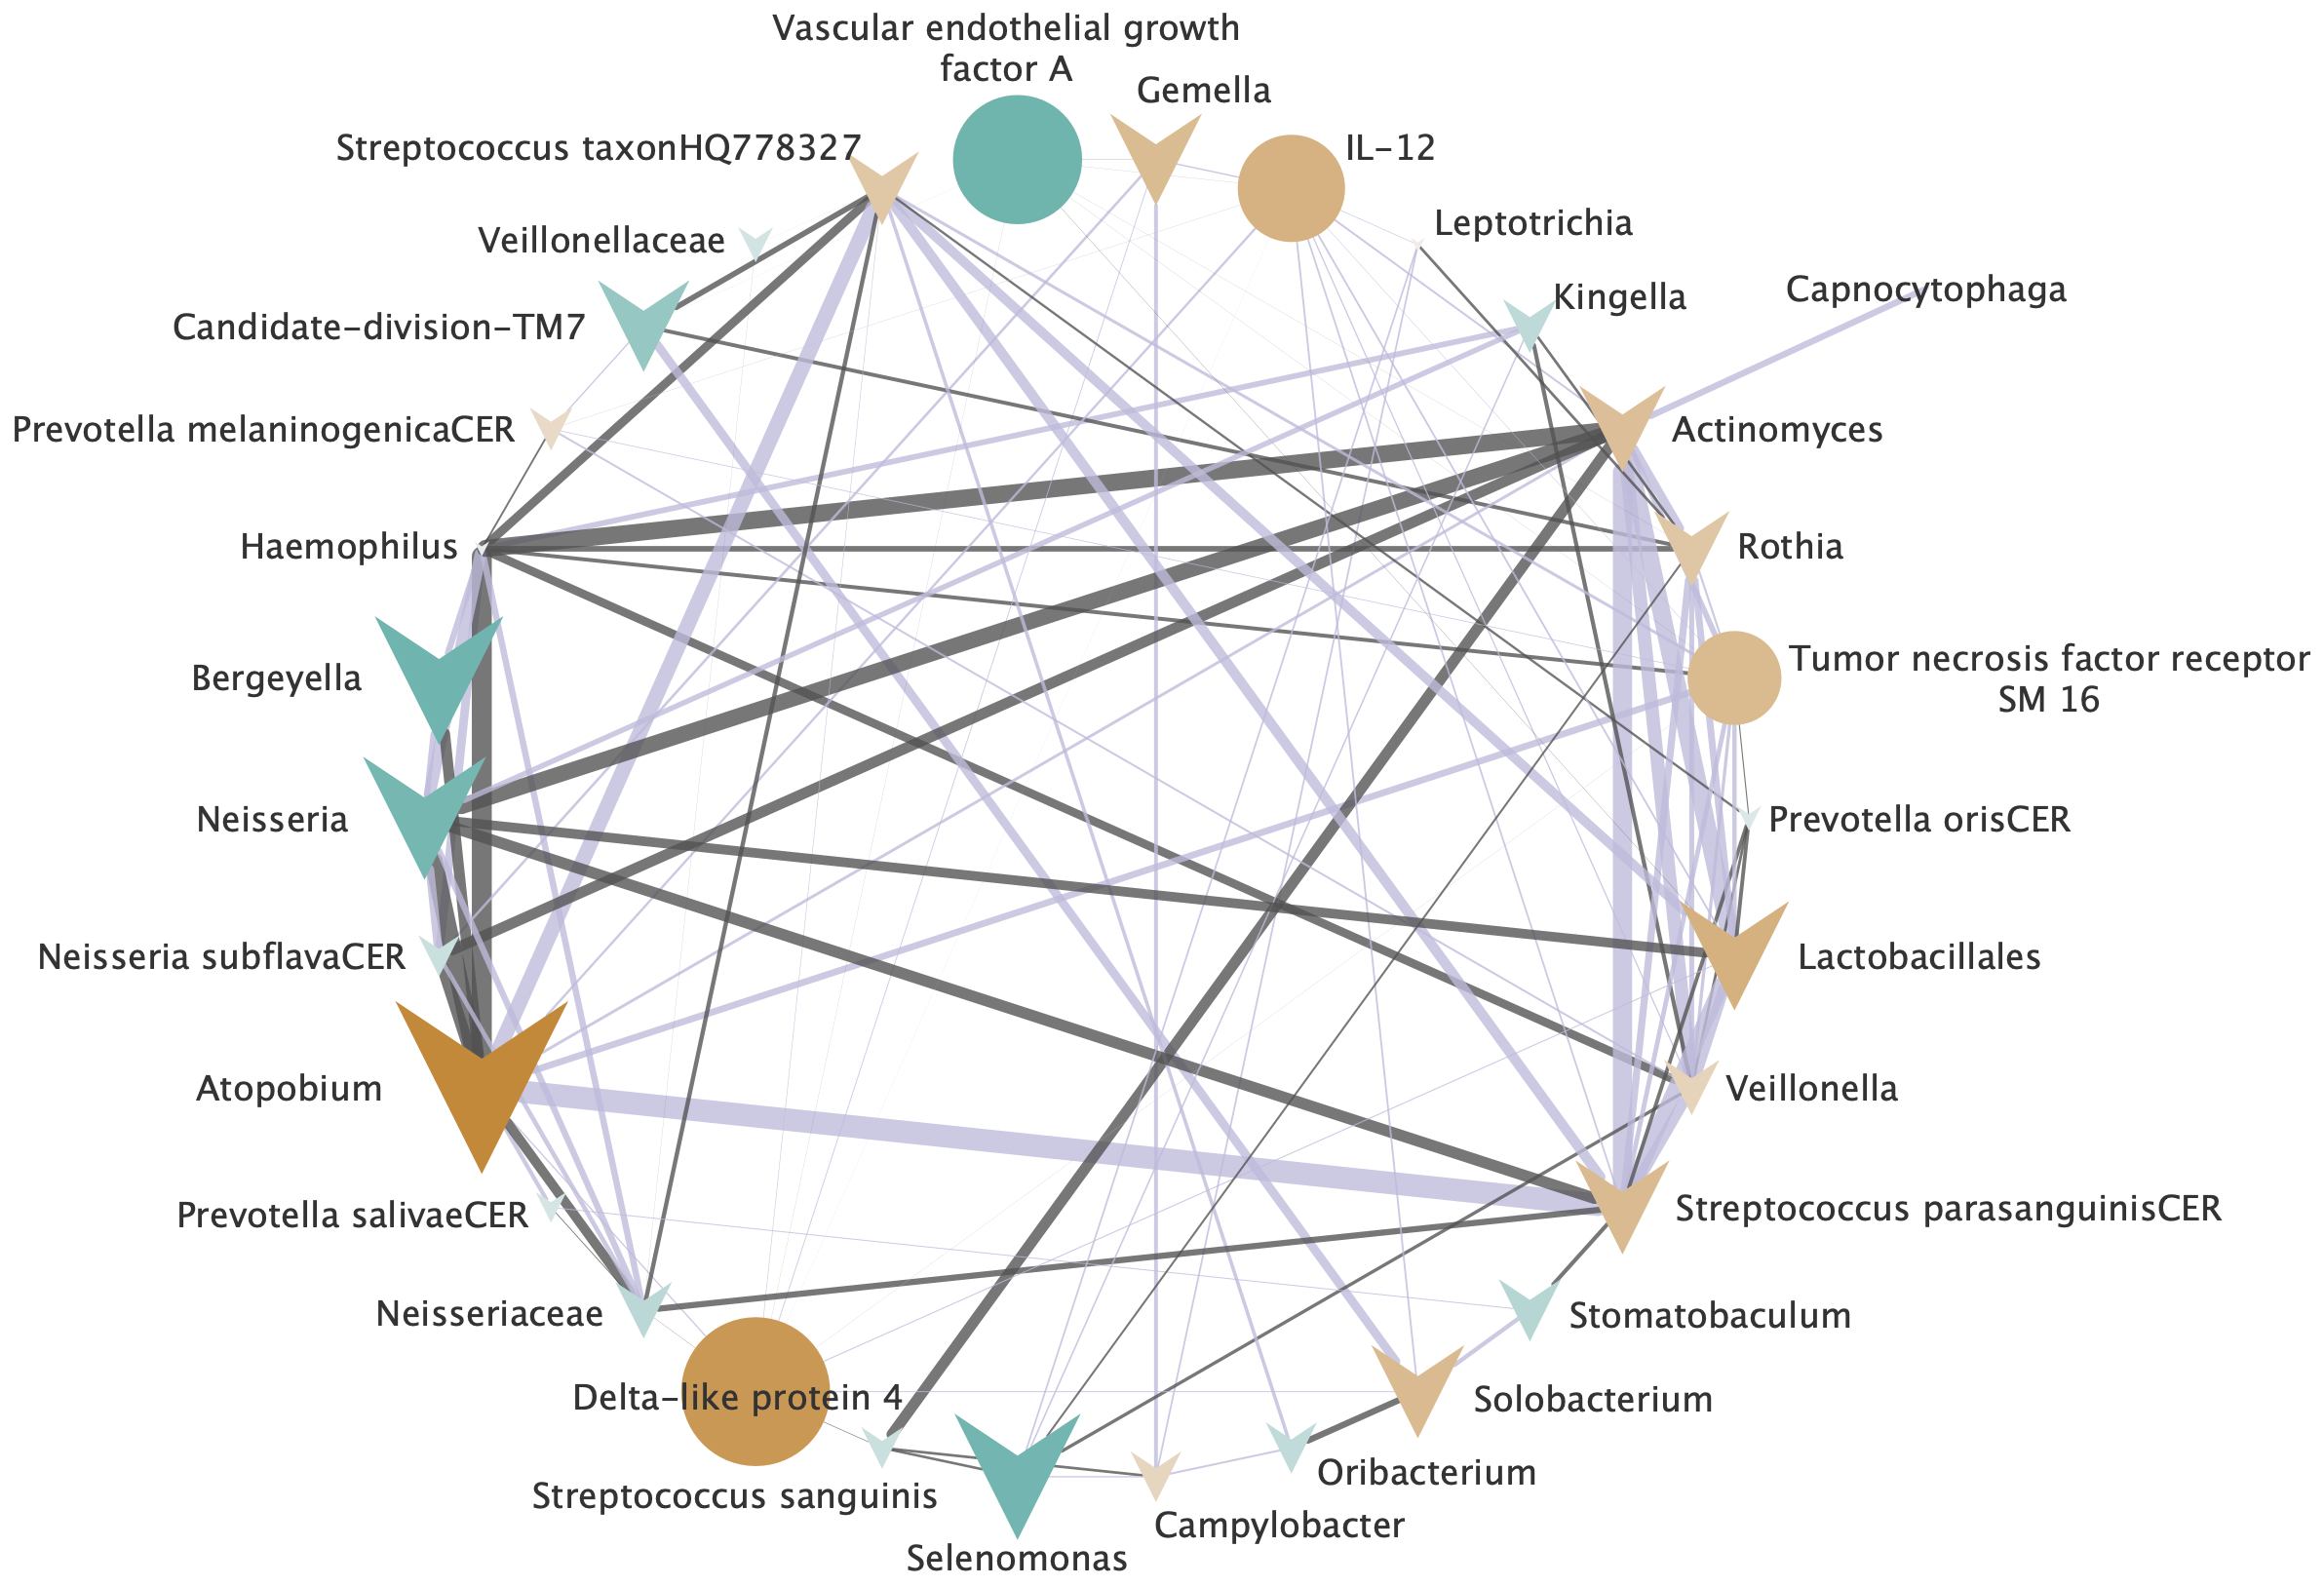 Vascular endothelial growth
factor A
Gemella
Streptococcus taxonHQ778327
IL-12
Leptotrichia
Veillonellaceae
Kingella
Capnocytophaga
Candidate-division-TM7
Prevotella melaninogenicaCER
Actinomyces
Haemophilus
Rothia
Bergeyella
Tumor necrosis factor receptor
SM 16
Neisseria
Prevotella orisCER
Neisseria subflavaCER
Lactobacillales
Atopobium
Veillonella
Prevotella salivaeCER
Streptococcus parasanguinisCER
Neisseriaceae
Stomatobaculum
Delta-like protein 4
Solobacterium
Streptococcus sanguinis
Oribacterium
Campylobacter
Selenomonas